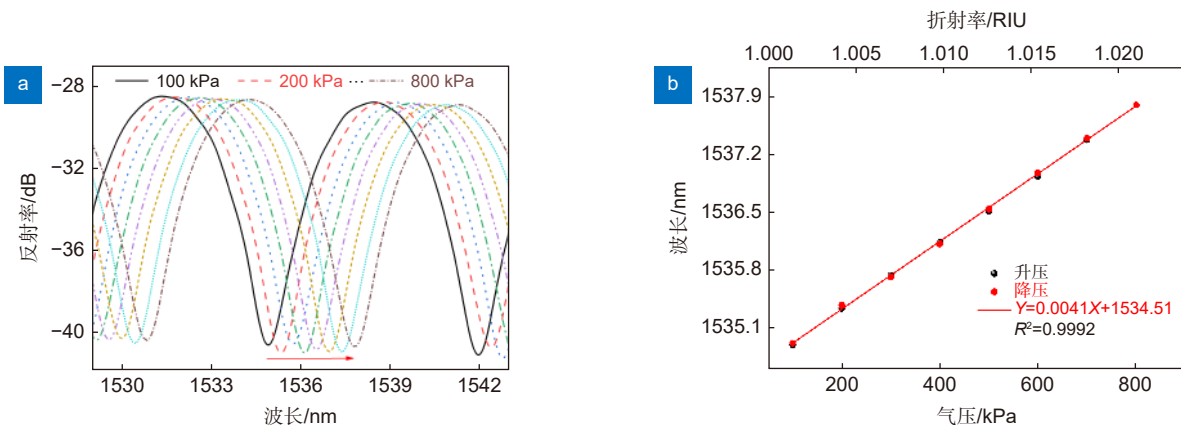 a
100 kPa 200 kPa ··· 800 kPa
反射率/dB
−28
−32
−36
−40
1530 1533 1536 1539 1542
波长/nm
b
折射率/RIU
1.000 1.005 1.010 1.015 1.020
波长/nm
1537.9
1537.2
1536.5
1535.8
1535.1
升压
降压
Y=0.0041X+1534.51
R²=0.9992
200 400 600 800
气压/kPa